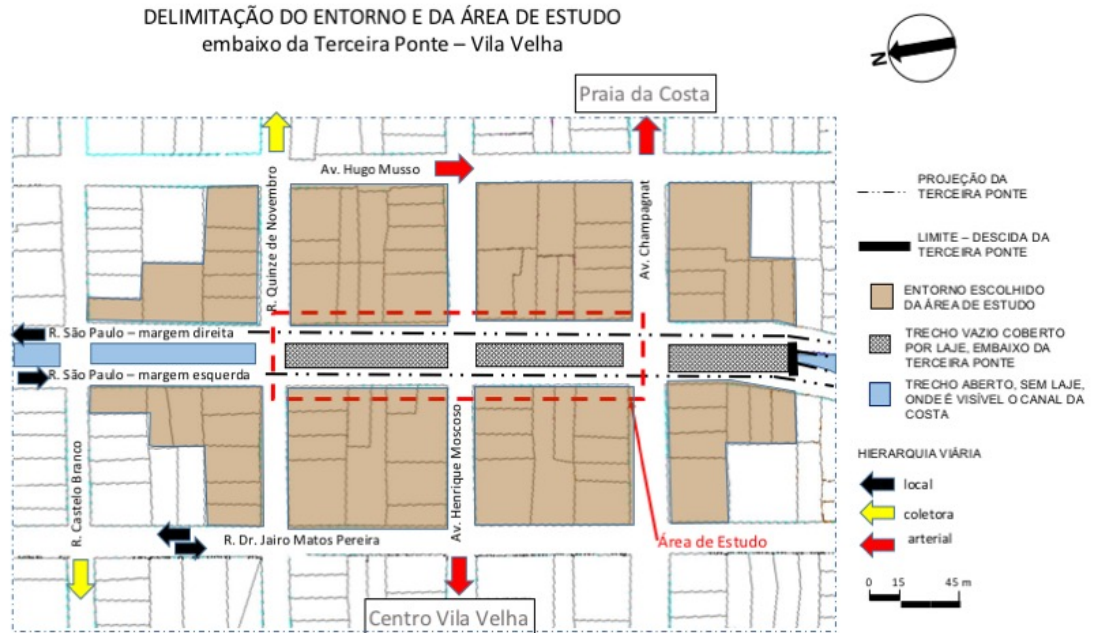 DELIMITAÇÃO DO ENTORNO E DA ÁREA DE ESTUDO
embaixo da Terceira Ponte – Vila Velha
N
Praia da Costa
Av. Hugo Musso
R. Quinze de Novembro
Av. Champagnat
R. São Paulo – margem direita
R. São Paulo – margem esquerda
R. Castelo Branco
Av. Henrique Moscoso
R. Dr. Jairo Matos Pereira
Área de Estudo
Centro Vila Velha
PROJEÇÃO DA
TERCEIRA PONTE
LIMITE – DESCIDA DA
TERCEIRA PONTE
ENTORNO ESCOLHIDO
DA ÁREA DE ESTUDO
TRECHO VAZIO COBERTO
POR LAJE, EMBAIXO DA
TERCEIRA PONTE
TRECHO ABERTO, SEM LAJE,
ONDE É VISÍVEL O CANAL DA
COSTA
HIERARQUIA VIÁRIA
local
coletora
arterial
0 15 45 m